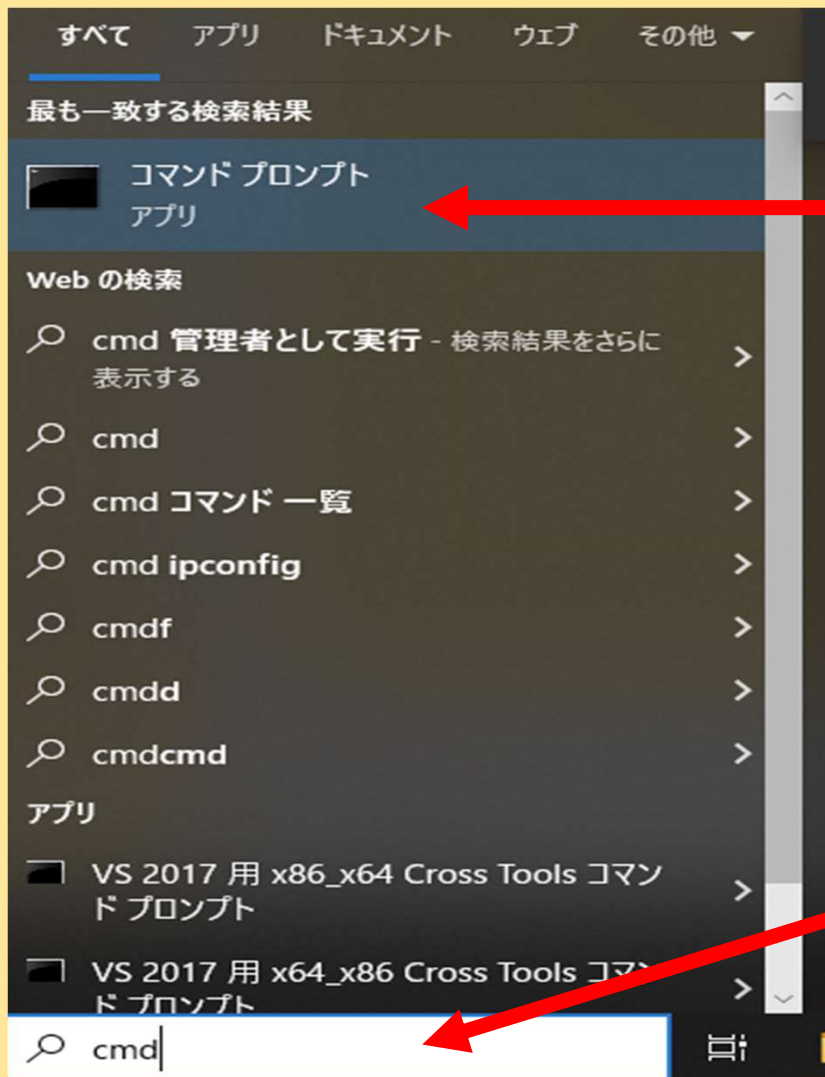 すべて アプリ ドキュメント ウェブ その他
最も一致する検索結果
コマンド プロンプト
アプリ
Web の検索
cmd 管理者として実行 - 検索結果をさらに
表示する
cmd
cmd コマンド 一覧
cmd ipconfig
cmdf
cmdd
cmdcmd
アプリ
VS 2017 用 x86_x64 Cross Tools コマン
ド プロンプト
VS 2017 用 x64_x86 Cross Tools コマン
ド プロンプト
cmd